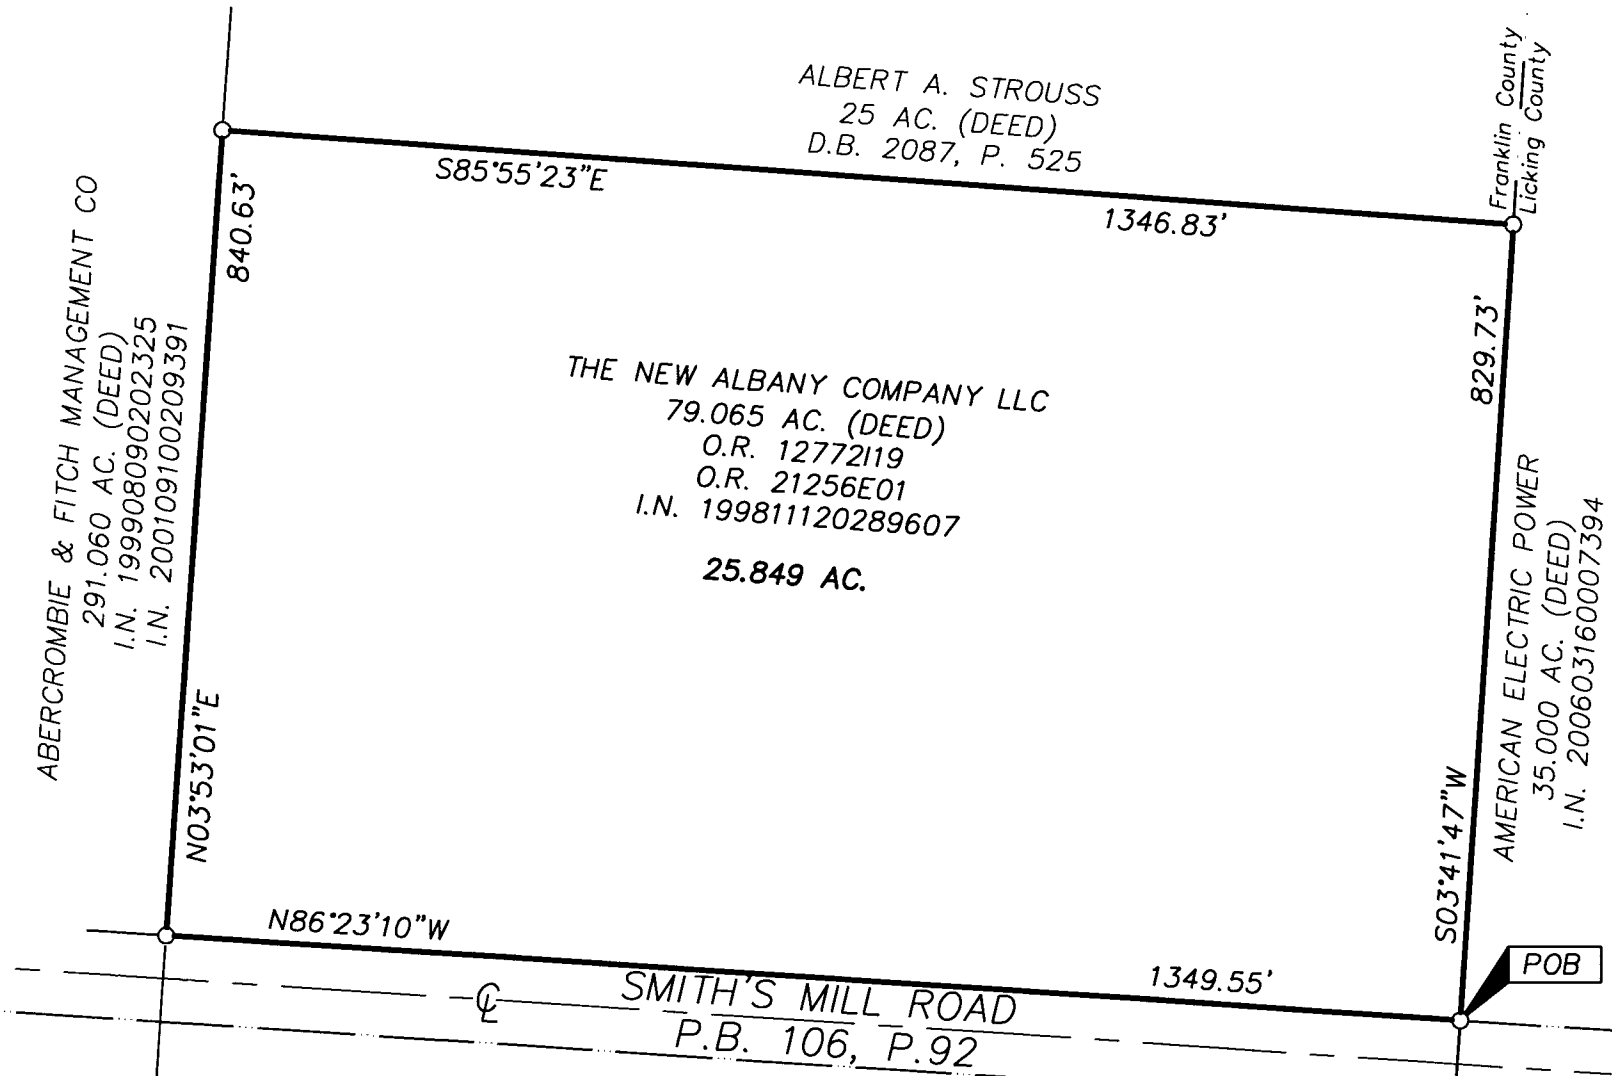 ALBERT A. STROUSS
25 AC. (DEED)
D.B. 2087, P. 525
Franklin County
Licking County
S85°55'23"E
1346.83'
840.63'
829.73'
ABERCROMBIE & FITCH MANAGEMENT CO
291.060 AC. (DEED)
I.N. 199908090202325
I.N. 200109100209391
THE NEW ALBANY COMPANY LLC
79.065 AC. (DEED)
O.R. 12772I19
O.R. 21256E01
I.N. 199811120289607
25.849 AC.
AMERICAN ELECTRIC POWER
35.000 AC. (DEED)
I.N. 200603160007394
N03°53'01"E
S03°41'47"W
N86°23'10"W
1349.55'
POB
℄
SMITH'S MILL ROAD
P.B. 106, P.92